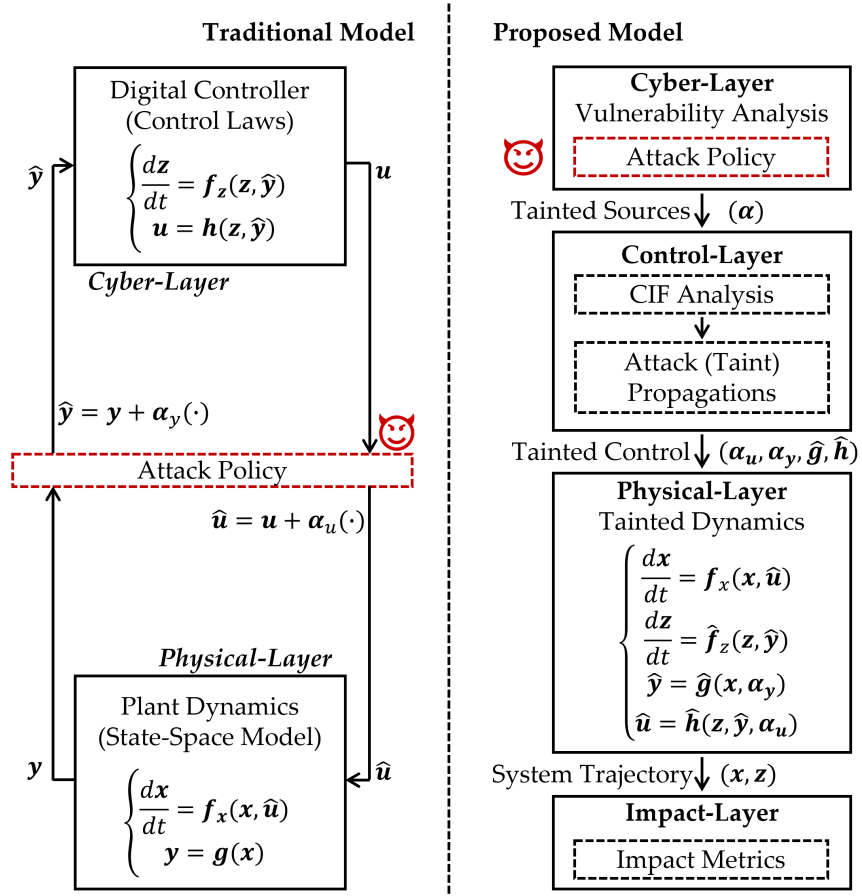 Traditional Model
Digital Controller
(Control Laws)
dz/dt = f_z(z, ŷ)
u = h(z, ŷ)
ŷ
u
Cyber-Layer
ŷ = y + α_y(·)
Attack Policy
û = u + α_u(·)
Physical-Layer
Plant Dynamics
(State-Space Model)
dx/dt = f_x(x, û)
y = g(x)
y
û
Proposed Model
Cyber-Layer
Vulnerability Analysis
Attack Policy
Tainted Sources (α)
Control-Layer
CIF Analysis
Attack (Taint)
Propagations
Tainted Control (α_u, α_y, ĝ, ĥ)
Physical-Layer
Tainted Dynamics
dx/dt = f_x(x, û)
dz/dt = f̂_z(z, ŷ)
ŷ = ĝ(x, α_y)
û = ĥ(z, ŷ, α_u)
System Trajectory (x, z)
Impact-Layer
Impact Metrics